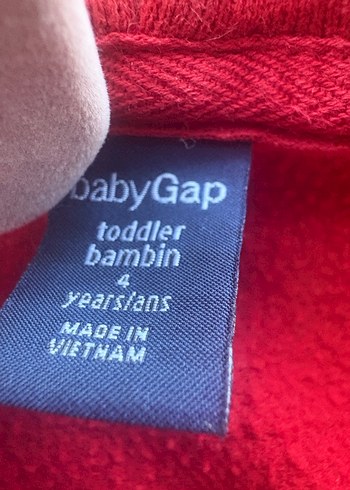 babyGap
toddler
bambin
4
years/ans
MADE IN
VIETNAM